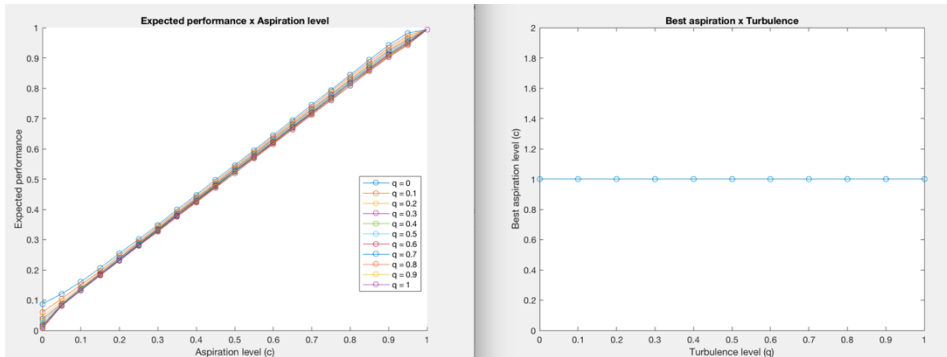 Expected performance x Aspiration level
1
0.9
0.8
0.7
0.6
0.5
0.4
0.3
0.2
0.1
0
Expected performance
0 0.1 0.2 0.3 0.4 0.5 0.6 0.7 0.8 0.9 1
Aspiration level (c)
q = 0
q = 0.1
q = 0.2
q = 0.3
q = 0.4
q = 0.5
q = 0.6
q = 0.7
q = 0.8
q = 0.9
q = 1
Best aspiration x Turbulence
2
1.8
1.6
1.4
1.2
1
0.8
0.6
0.4
0.2
0
Best aspiration level (c)
0 0.1 0.2 0.3 0.4 0.5 0.6 0.7 0.8 0.9 1
Turbulence level (q)